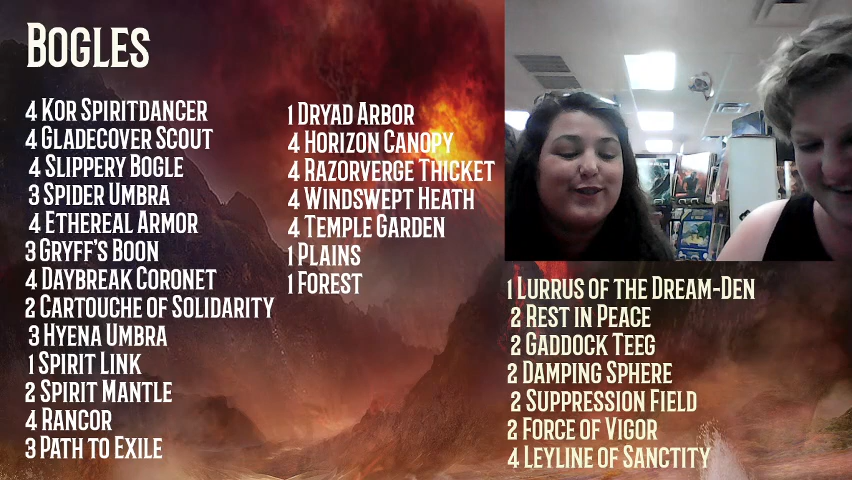 Bogles
4 Kor Spiritdancer
4 Gladecover Scout
4 Slippery Bogle
3 Spider Umbra
4 Ethereal Armor
3 Gryff's Boon
4 Daybreak Coronet
2 Cartouche of Solidarity
3 Hyena Umbra
1 Spirit Link
2 Spirit Mantle
4 Rancor
3 Path to Exile
1 Dryad Arbor
4 Horizon Canopy
4 Razorverge Thicket
4 Windswept Heath
4 Temple Garden
1 Plains
1 Forest
1 Lurrus of the Dream-Den
2 Rest in Peace
2 Gaddock Teeg
2 Damping Sphere
2 Suppression Field
2 Force of Vigor
4 Leyline of Sanctity